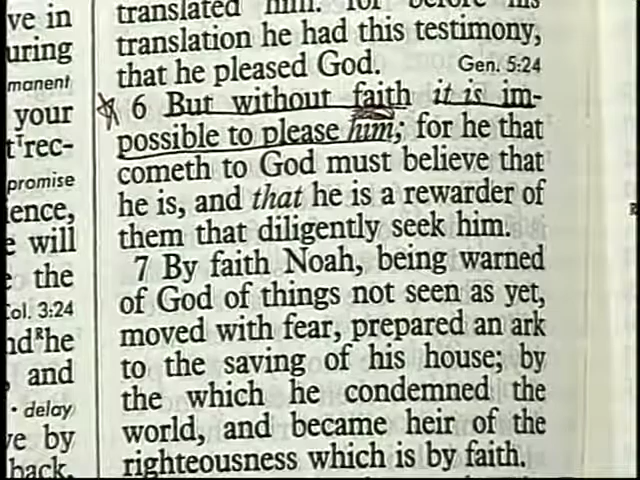 ve in
uring
manent
your
rec-
promise
ence,
will
the
Col. 3:24
he
and
• delay
ve by
back.
translated him: for before his
translation he had this testimony,
that he pleased God. Gen. 5:24
6 But without faith it is im-
possible to please him; for he that
cometh to God must believe that
he is, and that he is a rewarder of
them that diligently seek him.
7 By faith Noah, being warned
of God of things not seen as yet,
moved with fear, prepared an ark
to the saving of his house; by
the which he condemned the
world, and became heir of the
righteousness which is by faith.